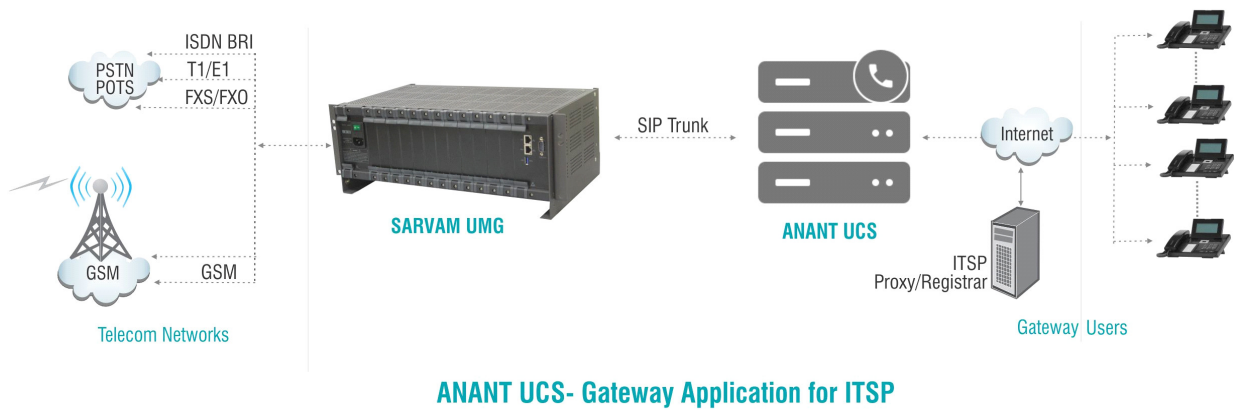 ISDN BRI
T1/E1
FXS/FXO
PSTN
POTS
GSM
GSM
Telecom Networks
SARVAM UMG
SIP Trunk
ANANT UCS
Internet
ITSP
Proxy/Registrar
Gateway Users
ANANT UCS- Gateway Application for ITSP